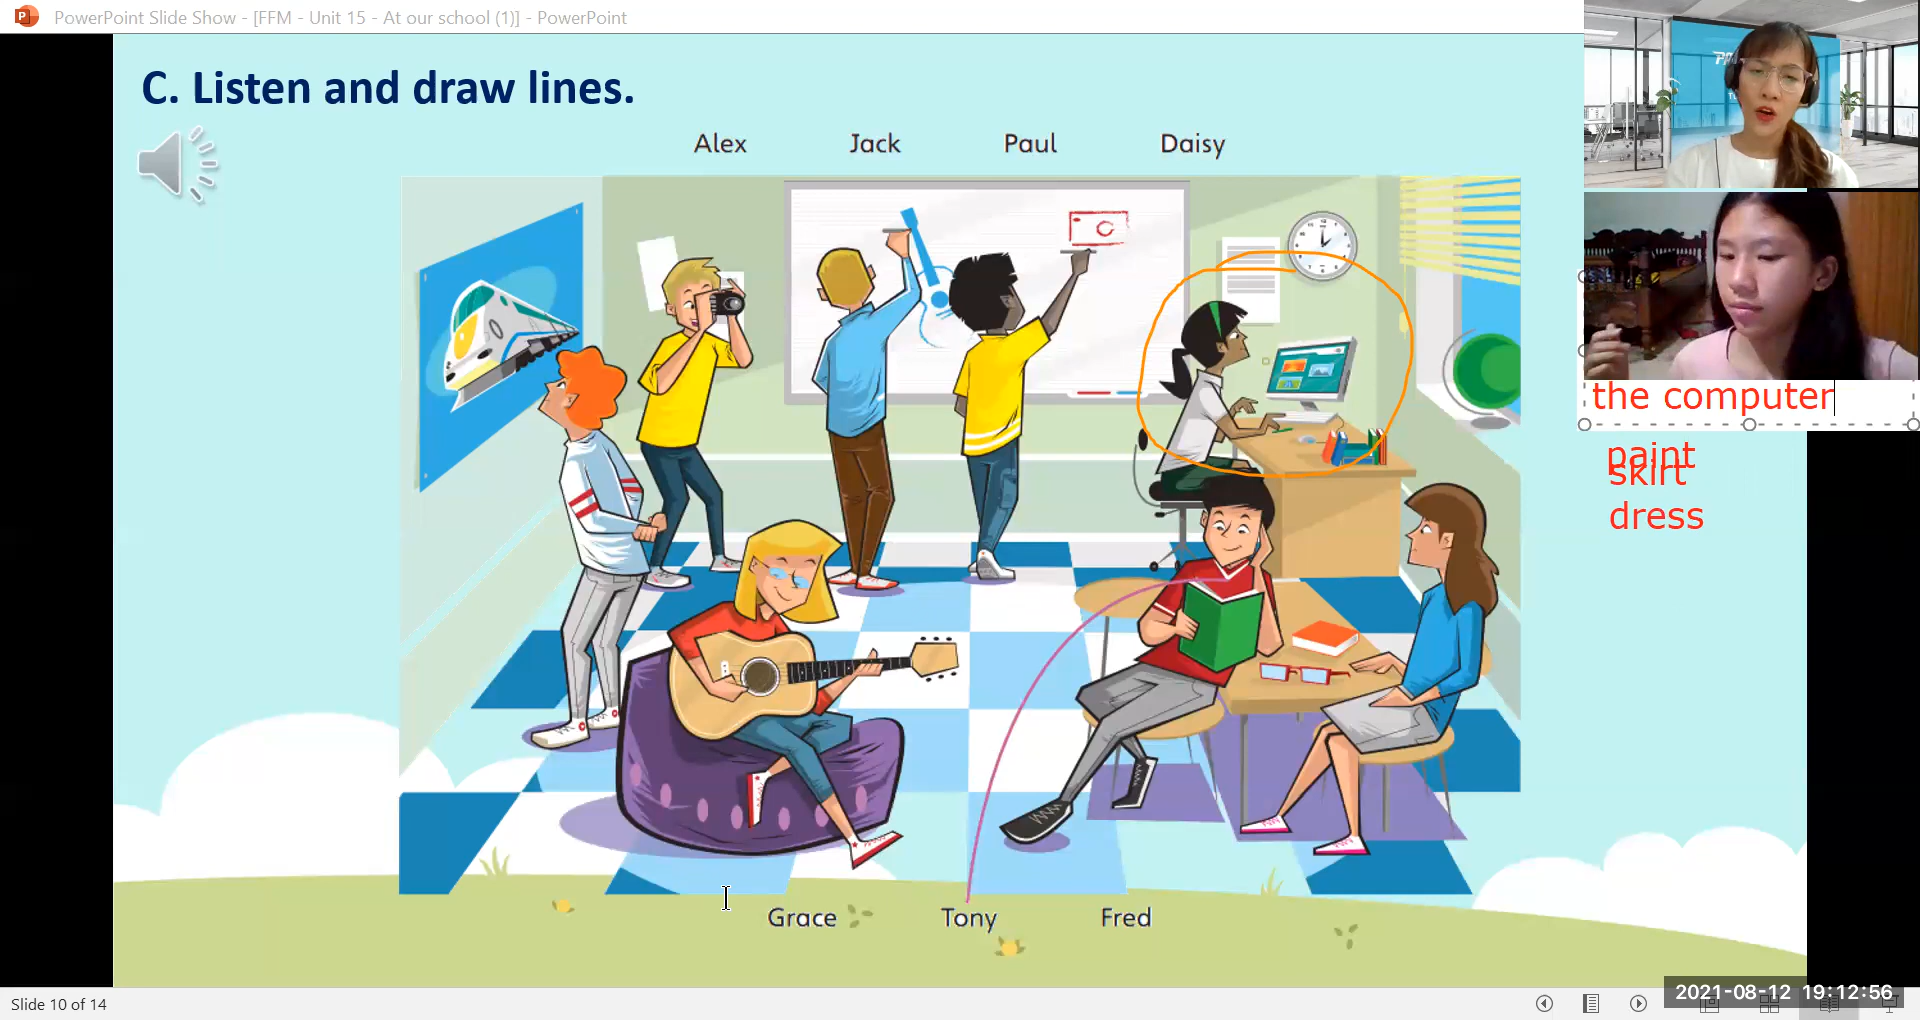 PowerPoint Slide Show - [FFM - Unit 15 - At our school (1)] - PowerPoint
C. Listen and draw lines.
Alex Jack Paul Daisy
the computer
paint
skirt
dress
Grace Tony Fred
Slide 10 of 14
2021-08-12 19:12:56